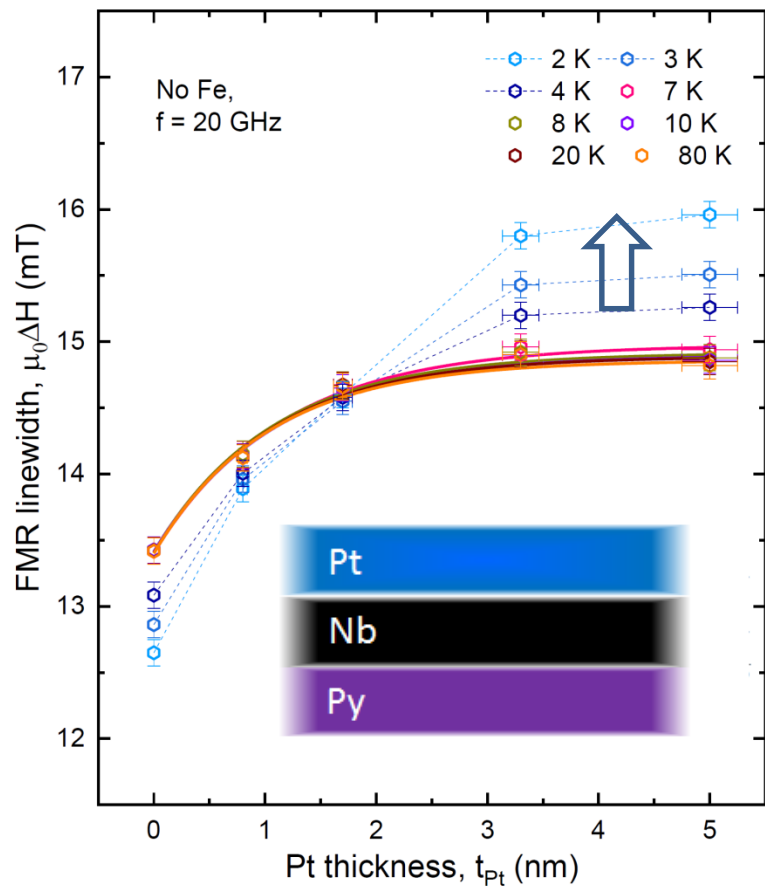 No Fe,
f = 20 GHz
2 K 3 K
4 K 7 K
8 K 10 K
20 K 80 K
17
16
15
14
13
12
FMR linewidth, μ₀ΔH (mT)
Pt
Nb
Py
0 1 2 3 4 5
Pt thickness, t_Pt (nm)